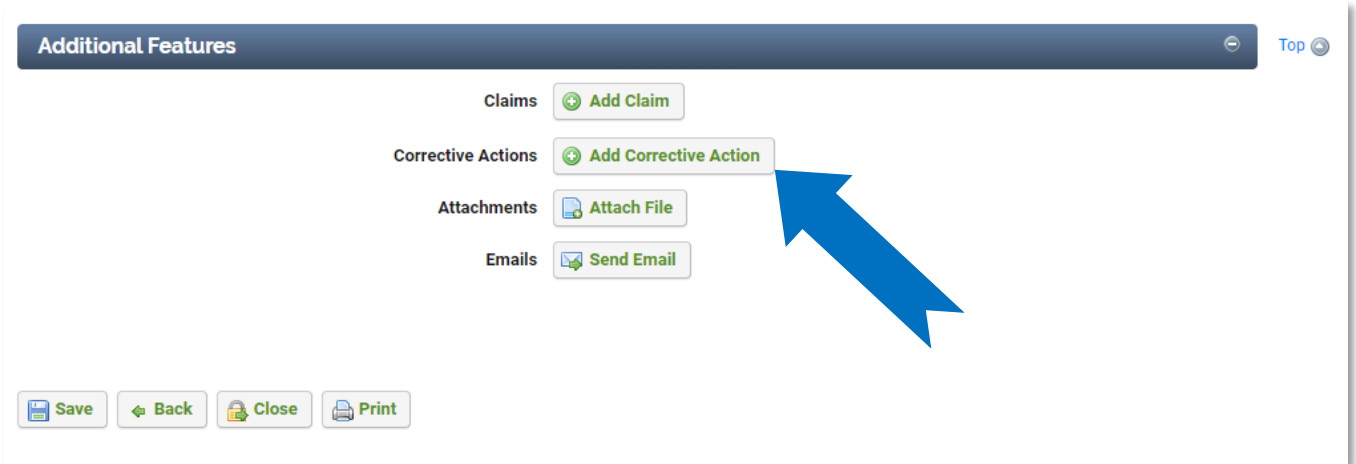 Additional Features
Top
Claims Add Claim
Corrective Actions Add Corrective Action
Attachments Attach File
Emails Send Email
Save Back Close Print